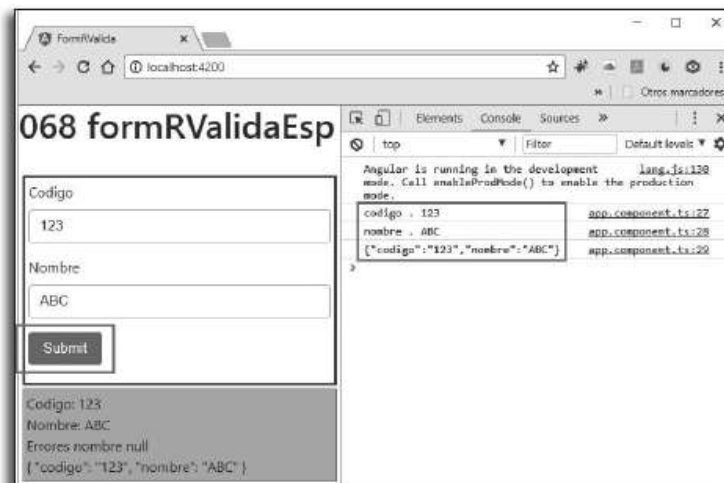 FormRValida
localhost:4200
Otros marcadores
068 formRValidaEsp
Codigo
123
Nombre
ABC
Submit
Codigo: 123
Nombre: ABC
Errores nombre null
{ "codigo": "123", "nombre": "ABC" }
Elements Console Sources »
top Filter Default levels
Angular is running in the development lang.js:130
mode. Call enableProdMode() to enable the production
mode.
codigo . 123 app.component.ts:27
nombre . ABC app.component.ts:28
{"codigo":"123","nombre":"ABC"} app.component.ts:29